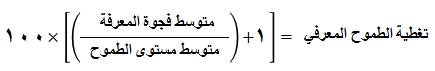 تغطية الطموح المعرفي = [١+(متوسط فجوة المعرفة / متوسط مستوى الطموح)]×١٠٠